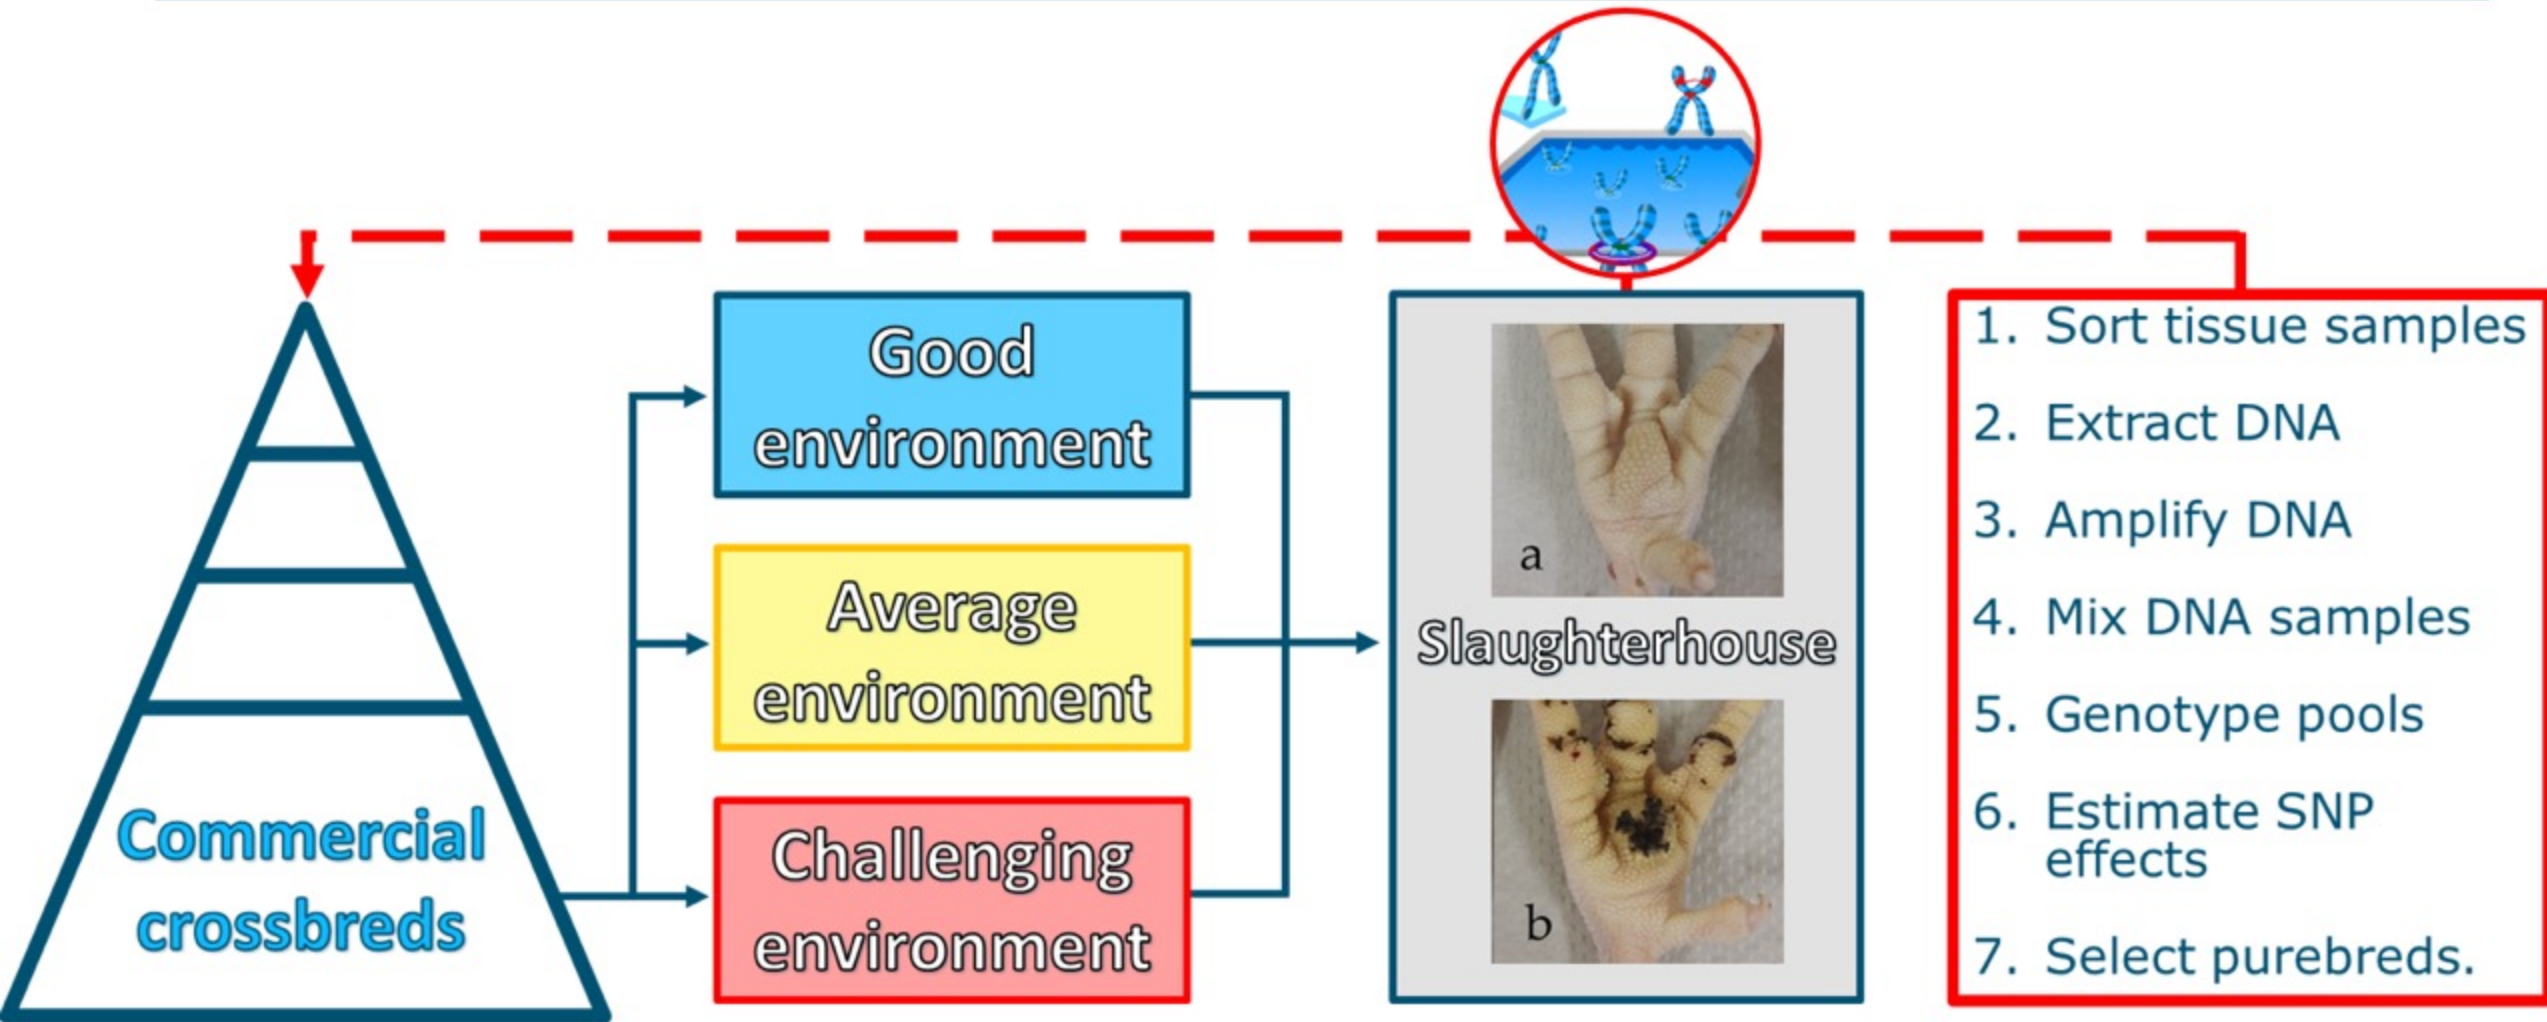 Commercial
crossbreds
Good
environment
Average
environment
Challenging
environment
a
Slaughterhouse
b
1. Sort tissue samples
2. Extract DNA
3. Amplify DNA
4. Mix DNA samples
5. Genotype pools
6. Estimate SNP
effects
7. Select purebreds.